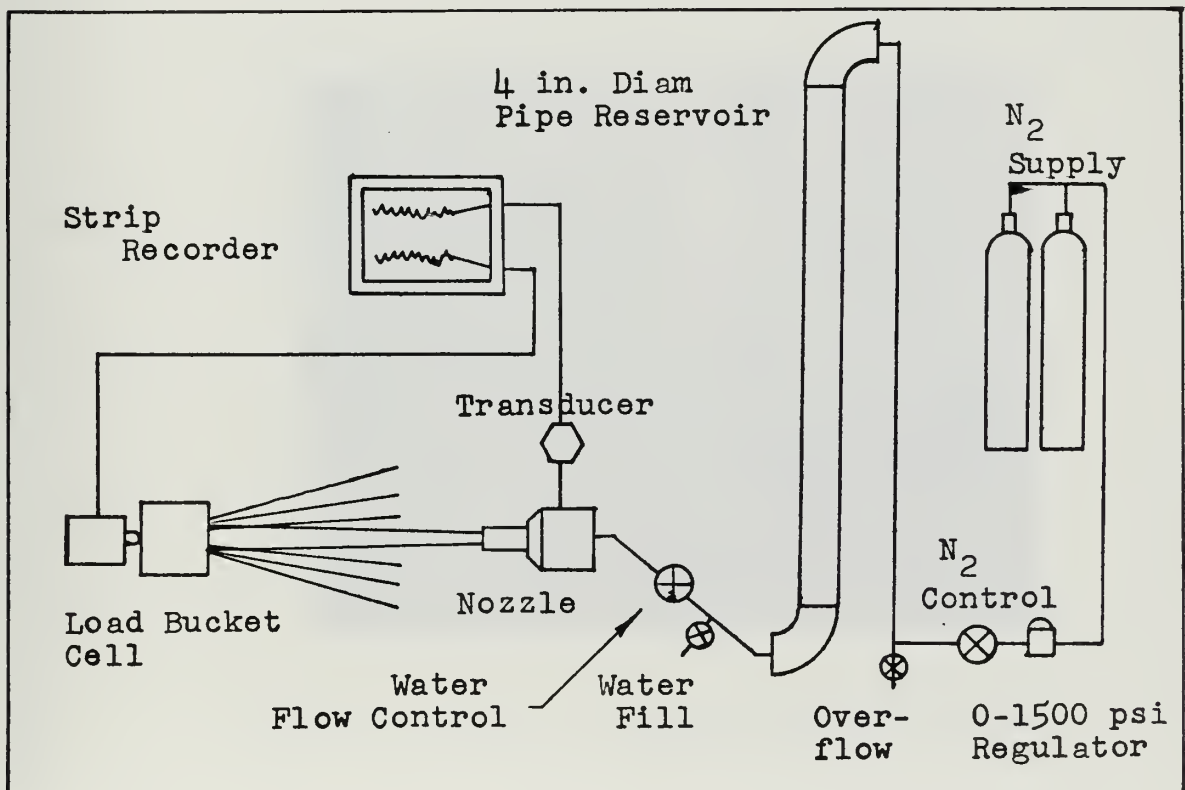 4 in. Diam
Pipe Reservoir
N2
Supply
Strip
Recorder
Transducer
Nozzle
N2
Control
Load Bucket
Cell
Water
Flow Control
Water
Fill
Over-
flow
0-1500 psi
Regulator